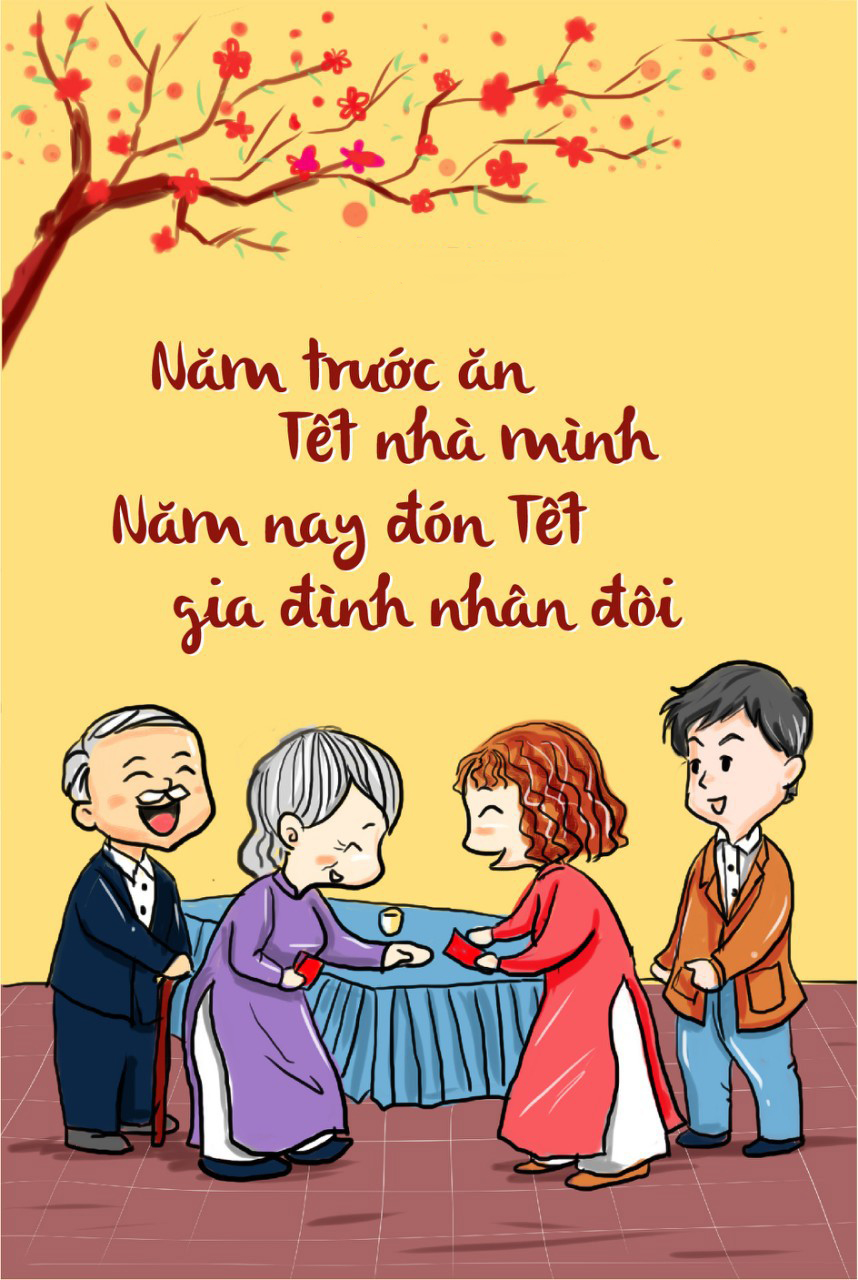 Năm trước ăn
Tết nhà mình
Năm nay đón Tết
gia đình nhân đôi